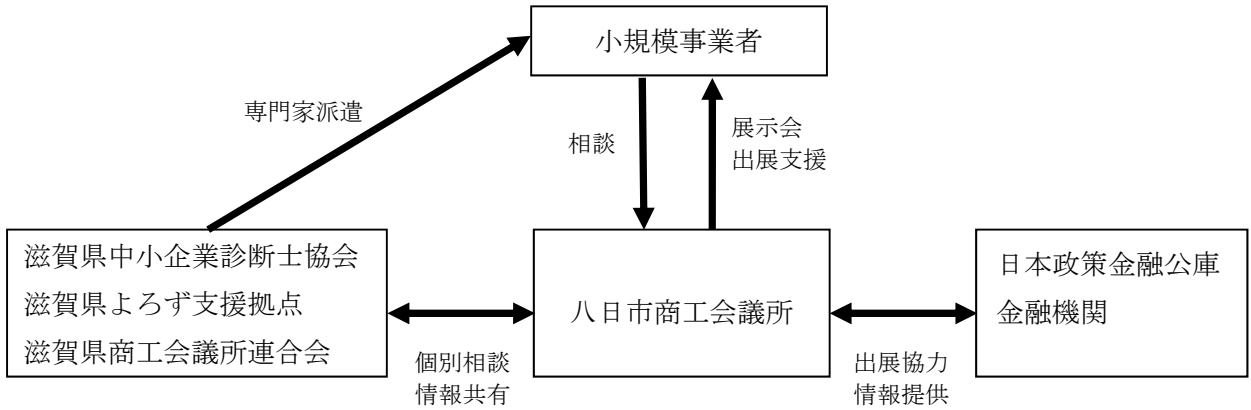 小規模事業者
専門家派遣
相談
展示会
出展支援
滋賀県中小企業診断士協会
滋賀県よろず支援拠点
滋賀県商工会議所連合会
八日市商工会議所
日本政策金融公庫
金融機関
個別相談
情報共有
出展協力
情報提供